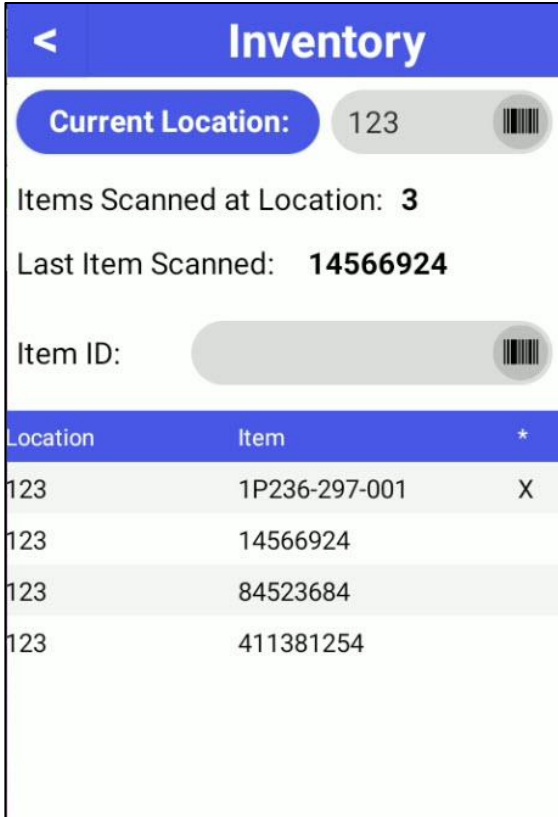 < Inventory
Current Location: 123
Items Scanned at Location: 3
Last Item Scanned: 14566924
Item ID:
Location Item *
123 1P236-297-001 X
123 14566924
123 84523684
123 411381254